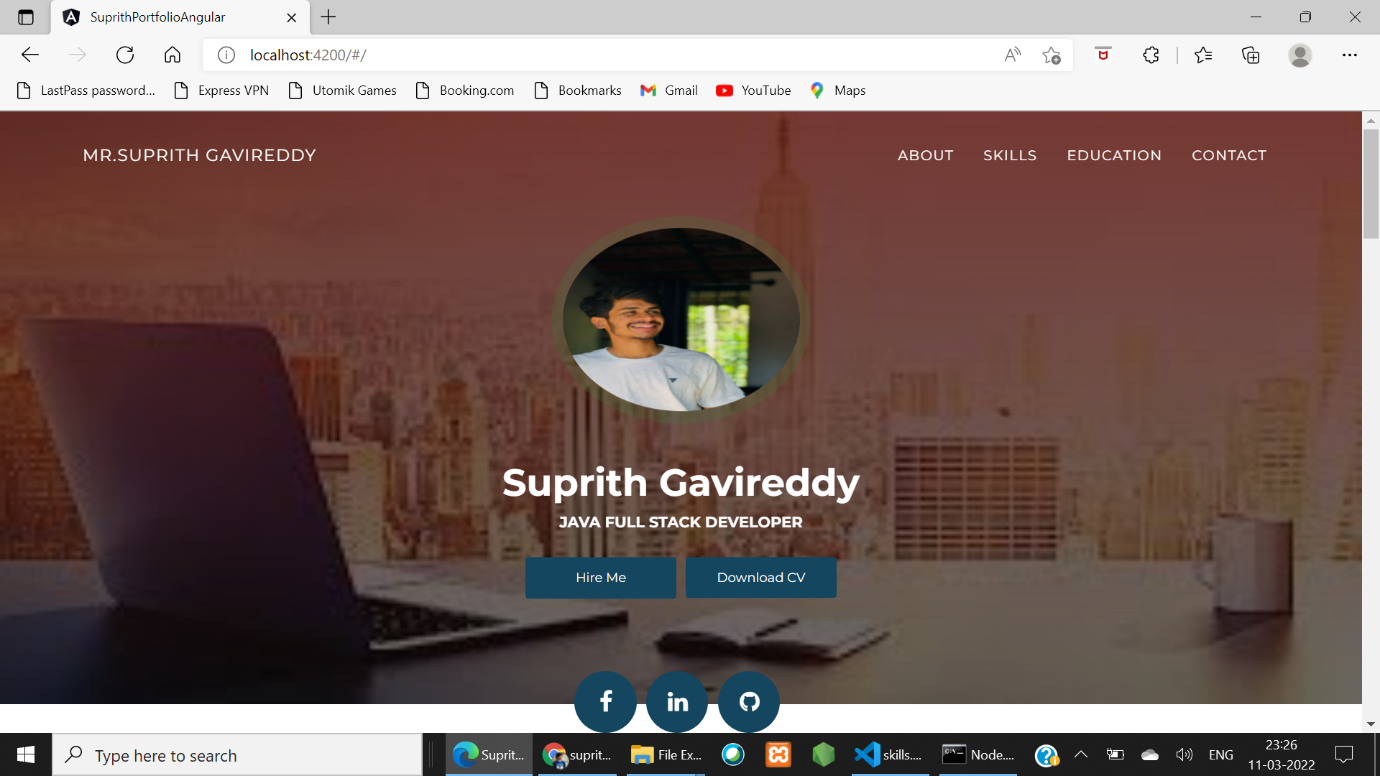 SuprithPortfolioAngular
localhost:4200/#/
LastPass password... Express VPN Utomik Games Booking.com Bookmarks Gmail YouTube Maps
MR.SUPRITH GAVIREDDY ABOUT SKILLS EDUCATION CONTACT
Suprith Gavireddy
JAVA FULL STACK DEVELOPER
Hire Me Download CV
Type here to search Suprit... suprit... File Ex... skills.... Node.... ENG 23:26
11-03-2022